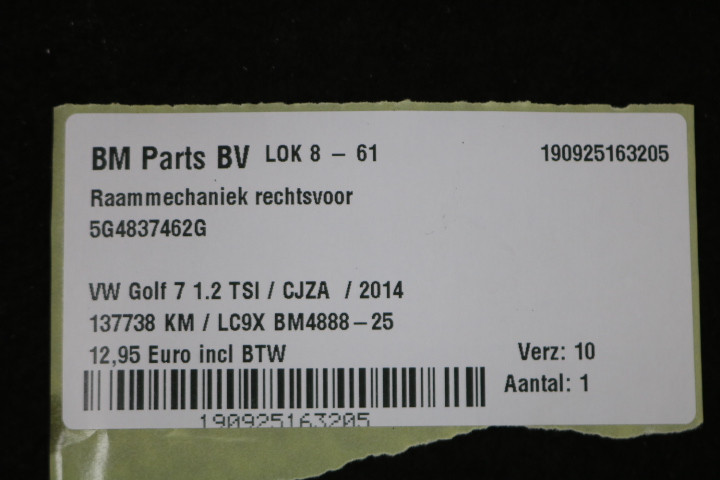 BM Parts BV LOK 8 – 61 190925163205
Raammechaniek rechtsvoor
5G4837462G
VW Golf 7 1.2 TSI / CJZA / 2014
137738 KM / LC9X BM4888–25
12,95 Euro incl BTW Verz: 10
Aantal: 1
190925163205